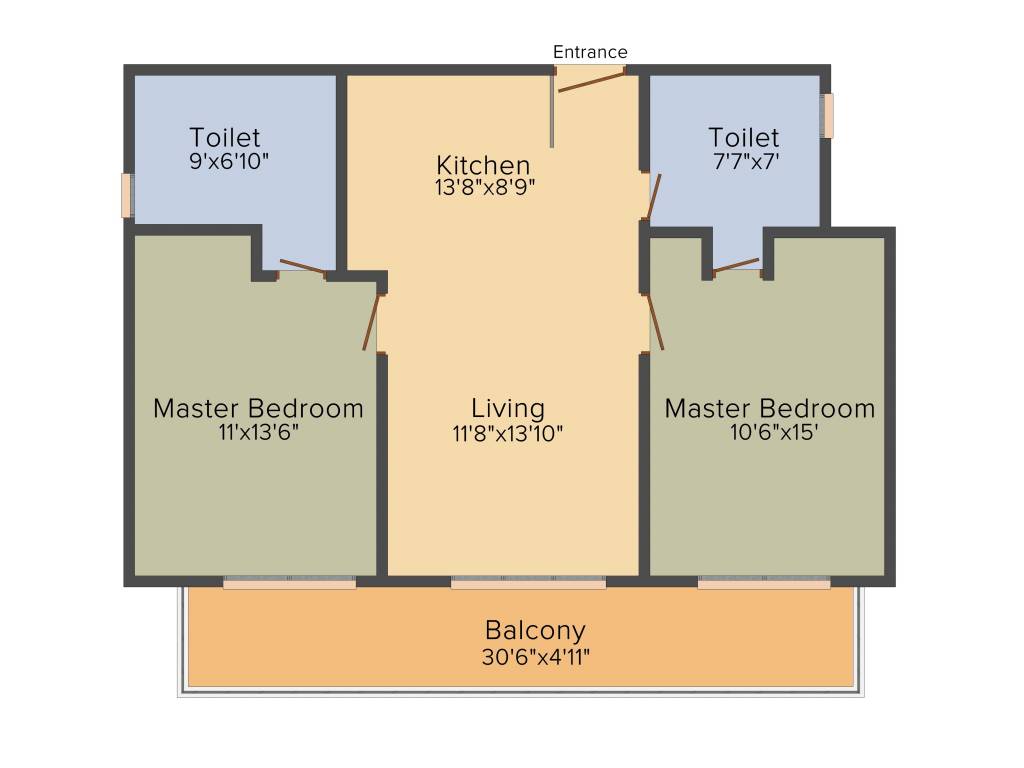 Entrance
Toilet
9'x6'10"
Kitchen
13'8"x8'9"
Toilet
7'7"x7'
Master Bedroom
11'x13'6"
Living
11'8"x13'10"
Master Bedroom
10'6"x15'
Balcony
30'6"x4'11"